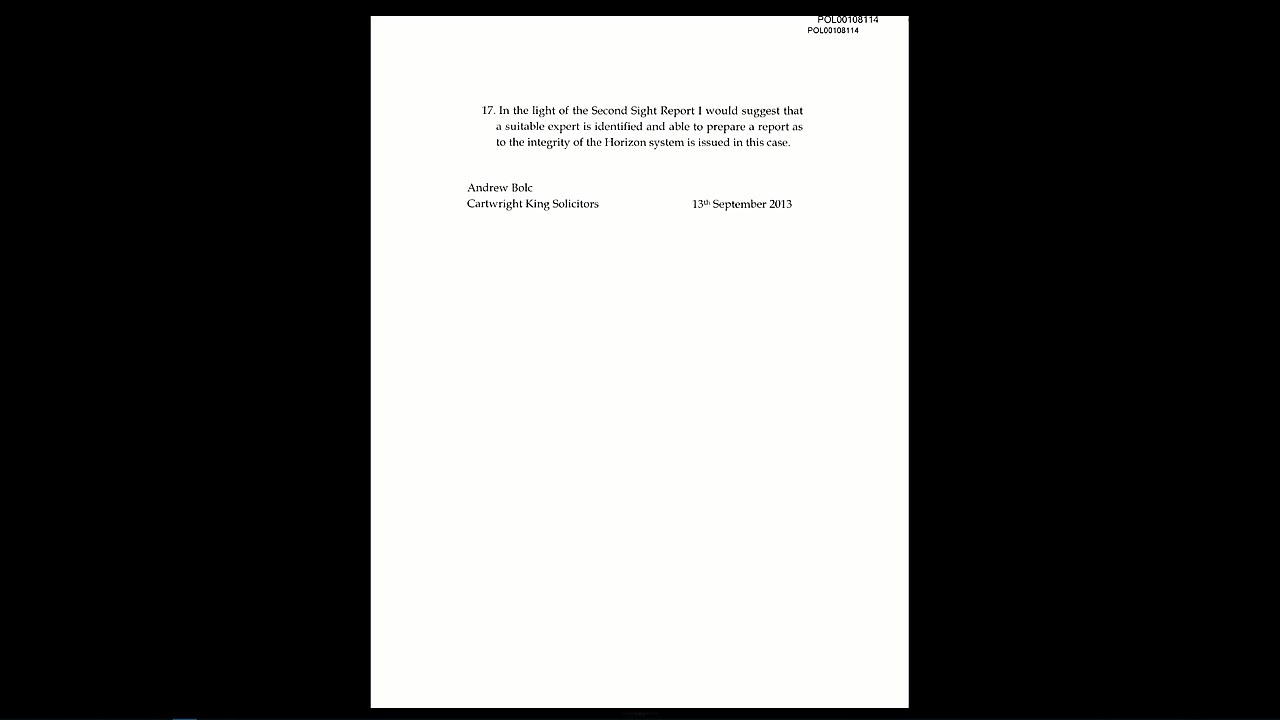 POL00108114
POL00108114
17. In the light of the Second Sight Report I would suggest that
a suitable expert is identified and able to prepare a report as
to the integrity of the Horizon system is issued in this case.
Andrew Bolc
Cartwright King Solicitors 13th September 2013